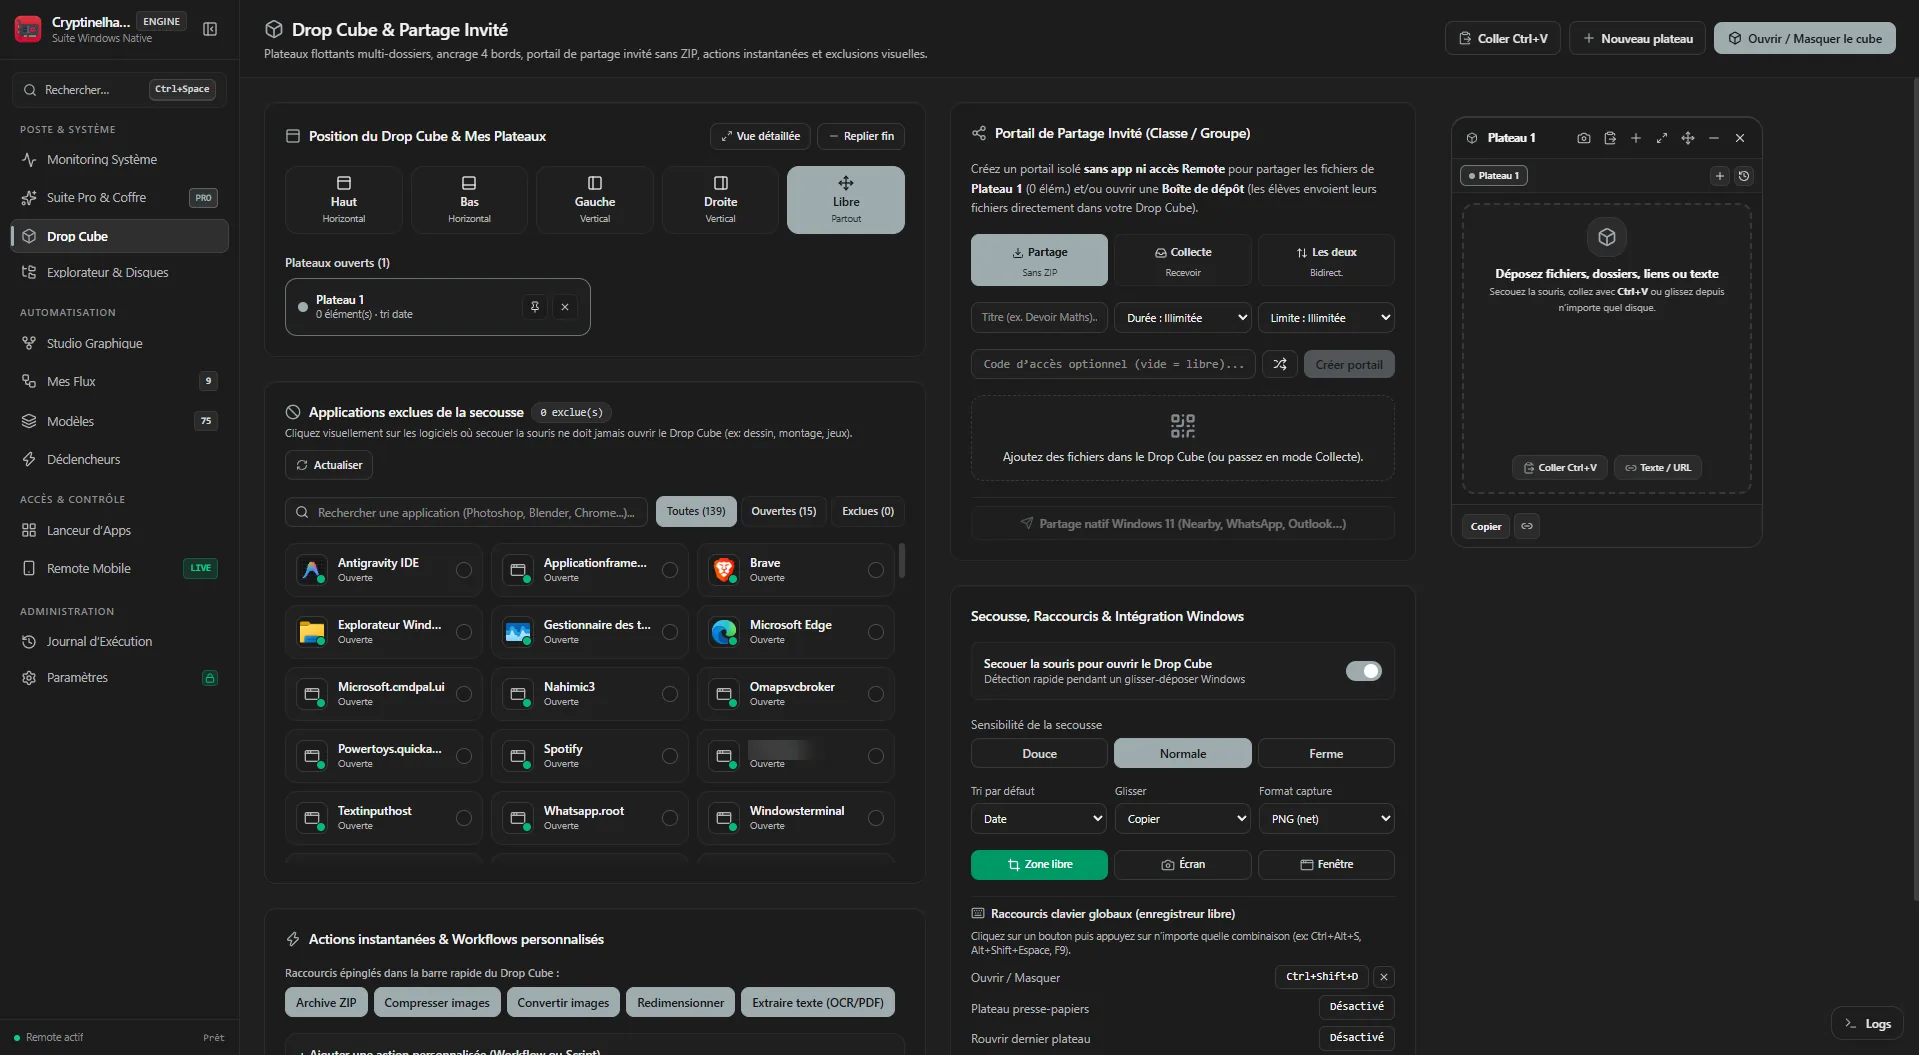 Cryptinelha...
ENGINE
Suite Windows Native
Rechercher...
Ctrl+Space
POSTE & SYSTÈME
Monitoring Système
Suite Pro & Coffre
PRO
Drop Cube
Explorateur & Disques
AUTOMATISATION
Studio Graphique
Mes Flux
9
Modèles
75
Déclencheurs
ACCÈS & CONTRÔLE
Lanceur d'Apps
Remote Mobile
LIVE
ADMINISTRATION
Journal d'Exécution
Paramètres
Remote actif
Prêt
Drop Cube & Partage Invité
Plateaux flottants multi-dossiers, ancrage 4 bords, portail de partage invité sans ZIP, actions instantanées et exclusions visuelles.
Coller Ctrl+V
Nouveau plateau
Ouvrir / Masquer le cube
Position du Drop Cube & Mes Plateaux
Vue détaillée
Replier fin
Haut
Horizontal
Bas
Horizontal
Gauche
Vertical
Droite
Vertical
Libre
Partout
Plateaux ouverts (1)
Plateau 1
0 élément(s) · tri date
Applications exclues de la secousse
0 exclue(s)
Cliquez visuellement sur les logiciels où secouer la souris ne doit jamais ouvrir le Drop Cube (ex: dessin, montage, jeux).
Actualiser
Rechercher une application (Photoshop, Blender, Chrome...)...
Toutes (139)
Ouvertes (15)
Exclues (0)
Antigravity IDE
Ouverte
Applicationframe...
Ouverte
Brave
Ouverte
Explorateur Wind...
Ouverte
Gestionnaire des t...
Ouverte
Microsoft Edge
Ouverte
Microsoft.cmdpal.ui
Ouverte
Nahimic3
Ouverte
Omapsvcbroker
Ouverte
Powertoys.quicka...
Ouverte
Spotify
Ouverte
Ouverte
Textinputhost
Ouverte
Whatsapp.root
Ouverte
Windowsterminal
Ouverte
Actions instantanées & Workflows personnalisés
Raccourcis épinglés dans la barre rapide du Drop Cube :
Archive ZIP
Compresser images
Convertir images
Redimensionner
Extraire texte (OCR/PDF)
+ Ajouter une action personnalisée (Workflow ou Script)
Portail de Partage Invité (Classe / Groupe)
Créez un portail isolé sans app ni accès Remote pour partager les fichiers de
Plateau 1 (0 élém.) et/ou ouvrir une Boîte de dépôt (les élèves envoient leurs
fichiers directement dans votre Drop Cube).
Partage
Sans ZIP
Collecte
Recevoir
Les deux
Bidirect.
Titre (ex. Devoir Maths)..
Durée : Illimitée
Limite : Illimitée
Code d'accès optionnel (vide = libre)...
Créer portail
Ajoutez des fichiers dans le Drop Cube (ou passez en mode Collecte).
Partage natif Windows 11 (Nearby, WhatsApp, Outlook...)
Secousse, Raccourcis & Intégration Windows
Secouer la souris pour ouvrir le Drop Cube
Détection rapide pendant un glisser-déposer Windows
Sensibilité de la secousse
Douce
Normale
Ferme
Tri par défaut
Glisser
Format capture
Date
Copier
PNG (net)
Zone libre
Écran
Fenêtre
Raccourcis clavier globaux (enregistreur libre)
Cliquez sur un bouton puis appuyez sur n'importe quelle combinaison (ex: Ctrl+Alt+S,
Alt+Shift+Espace, F9).
Ouvrir / Masquer
Ctrl+Shift+D
Plateau presse-papiers
Désactivé
Rouvrir dernier plateau
Désactivé
Plateau 1
Plateau 1
Déposez fichiers, dossiers, liens ou texte
Secouez la souris, collez avec Ctrl+V ou glissez depuis
n'importe quel disque.
Coller Ctrl+V
Texte / URL
Copier
Logs